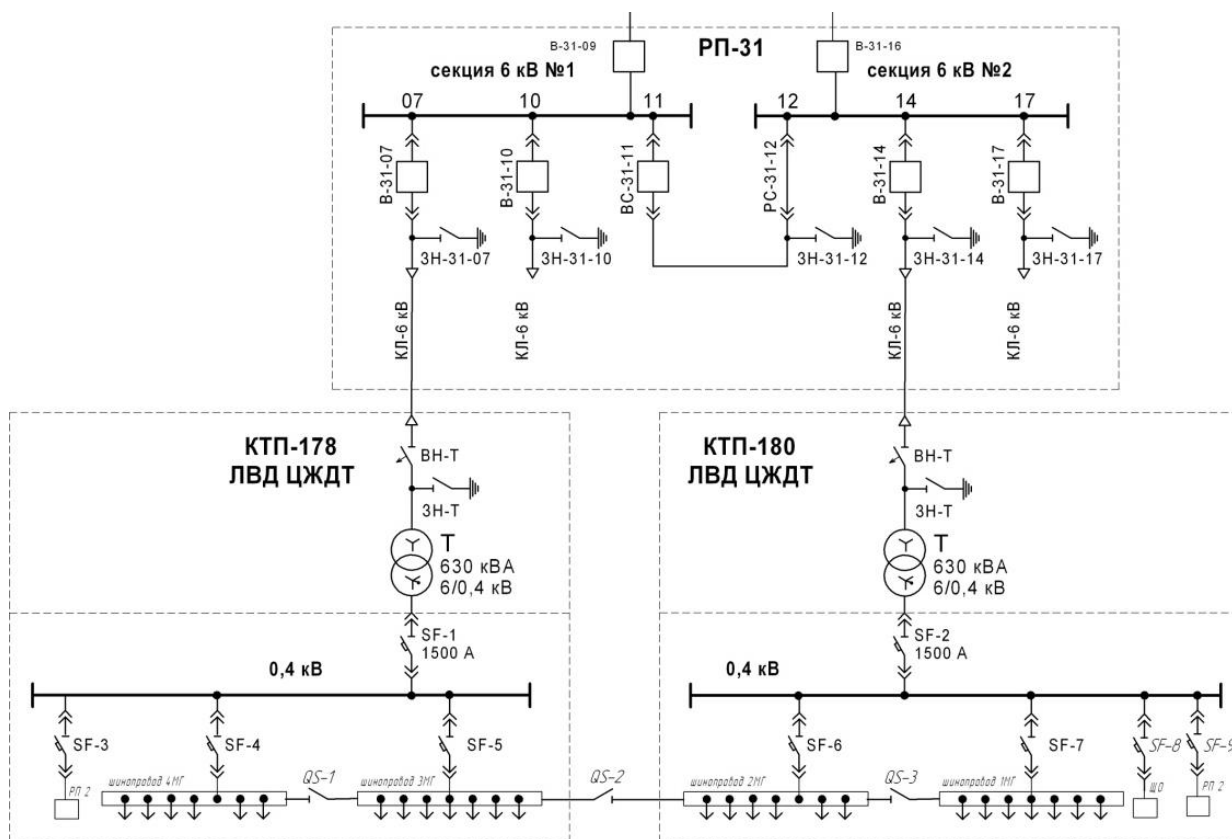 В-31-09
РП-31
В-31-16
секция 6 кВ №1
секция 6 кВ №2
07
10
11
12
14
17
В-31-07
В-31-10
ВС-31-11
РС-31-12
В-31-14
В-31-17
ЗН-31-07
ЗН-31-10
ЗН-31-12
ЗН-31-14
ЗН-31-17
КЛ-6 кВ
КЛ-6 кВ
КЛ-6 кВ
КЛ-6 кВ
КТП-178
ЛВД ЦЖДТ
ВН-Т
ЗН-Т
Т
630 кВА
6/0,4 кВ
КТП-180
ЛВД ЦЖДТ
ВН-Т
ЗН-Т
Т
630 кВА
6/0,4 кВ
SF-1
1500 А
0,4 кВ
SF-2
1500 А
0,4 кВ
SF-3
SF-4
SF-5
SF-6
SF-7
SF-8
SF-9
РП 2
шинопровод 4МГ
QS-1
шинопровод 3МГ
QS-2
шинопровод 2МГ
QS-3
шинопровод 1МГ
ЩО
РП 2